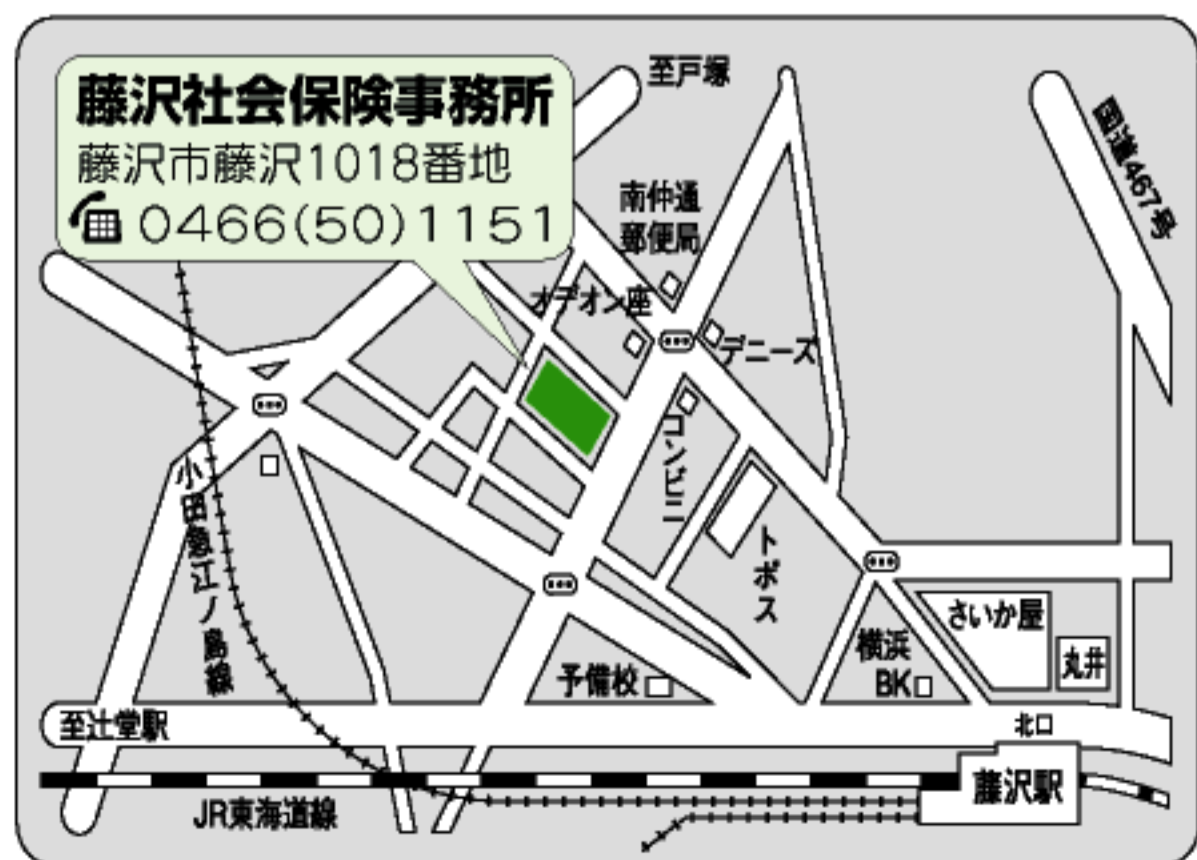 藤沢社会保険事務所
藤沢市藤沢1018番地
0466(50)1151
至戸塚
国道467号
南仲通
郵便局
オデオン座
デニーズ
コンビニ
トポス
小田急江ノ島線
さいか屋
丸井
横浜
BK
予備校
至辻堂駅
北口
藤沢駅
JR東海道線